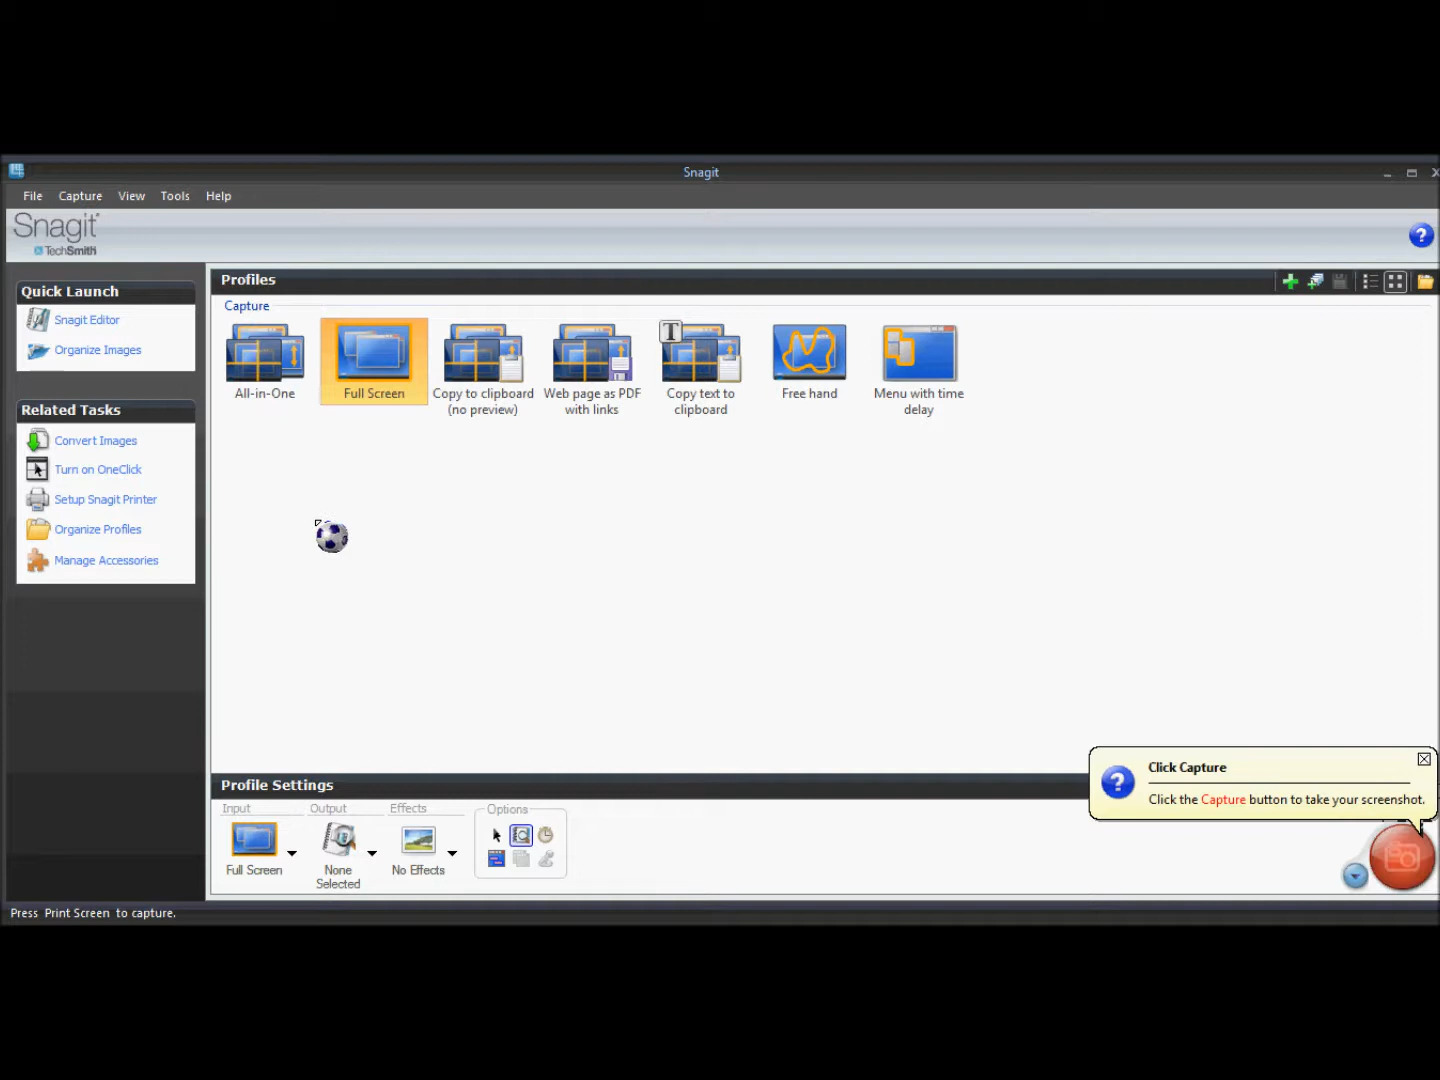 Snagit
File Capture View Tools Help
Snagit
TechSmith
?
Quick Launch
Snagit Editor
Organize Images
Related Tasks
Convert Images
Turn on OneClick
Setup Snagit Printer
Organize Profiles
Manage Accessories
Profiles
Capture
All-in-One
Full Screen
Copy to clipboard
(no preview)
Web page as PDF
with links
T
Copy text to
clipboard
Free hand
Menu with time
delay
Profile Settings
Input
Full Screen
Output
None
Selected
Effects
No Effects
Options
?
Click Capture
Click the Capture button to take your screenshot.
Press Print Screen to capture.